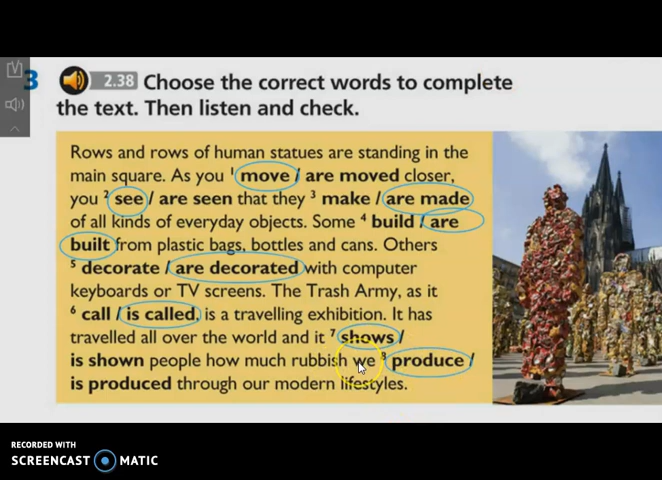 3 2.38 Choose the correct words to complete
the text. Then listen and check.
Rows and rows of human statues are standing in the
main square. As you 1 move / are moved closer,
you 2 see / are seen that they 3 make / are made
of all kinds of everyday objects. Some 4 build / are
built from plastic bags, bottles and cans. Others
5 decorate / are decorated with computer
keyboards or TV screens. The Trash Army, as it
6 call / is called, is a travelling exhibition. It has
travelled all over the world and it 7 shows /
is shown people how much rubbish we 8 produce /
is produced through our modern lifestyles.
RECORDED WITH
SCREENCAST MATIC